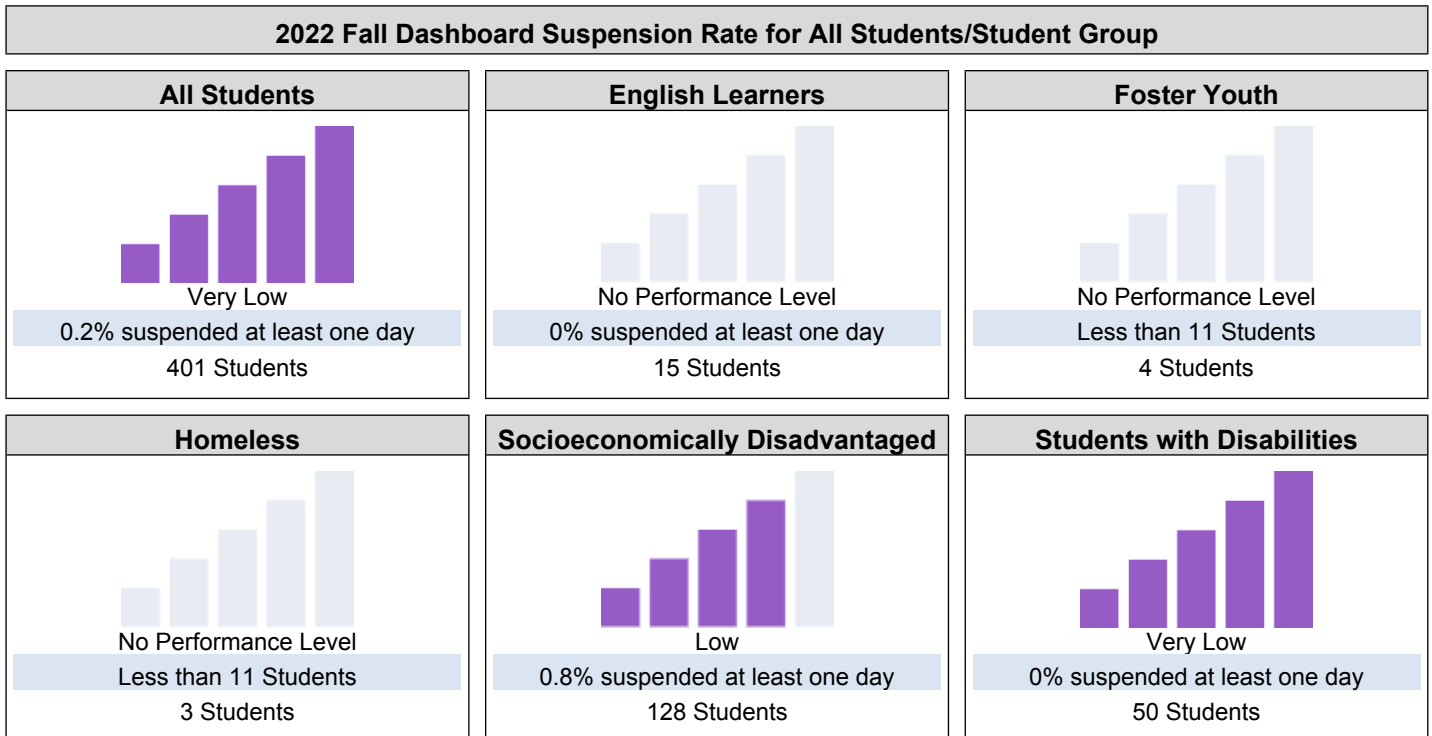 2022 Fall Dashboard Suspension Rate for All Students/Student Group
All Students
Very Low
0.2% suspended at least one day
401 Students
English Learners
No Performance Level
0% suspended at least one day
15 Students
Foster Youth
No Performance Level
Less than 11 Students
4 Students
Homeless
No Performance Level
Less than 11 Students
3 Students
Socioeconomically Disadvantaged
Low
0.8% suspended at least one day
128 Students
Students with Disabilities
Very Low
0% suspended at least one day
50 Students